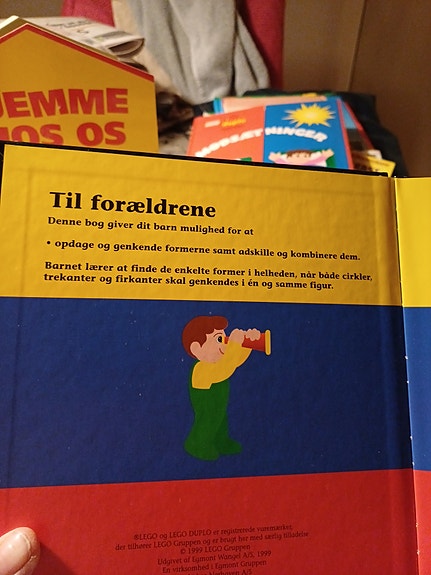 JEMME
HOS OS
MODSÆTNINGER
Til forældrene
Denne bog giver dit barn mulighed for at
• opdage og genkende formerne samt adskille og kombinere dem.
Barnet lærer at finde de enkelte former i helheden, når både cirkler,
trekanter og firkanter skal genkendes i én og samme figur.
®LEGO og LEGO DUPLO er registrerede varemærker,
der tilhører LEGO Gruppen og er brugt her med særlig tilladelse
© 1999 LEGO Gruppen
Udgivet af Egmont Wangel A/S, 1999
En virksomhed i Egmont Gruppen